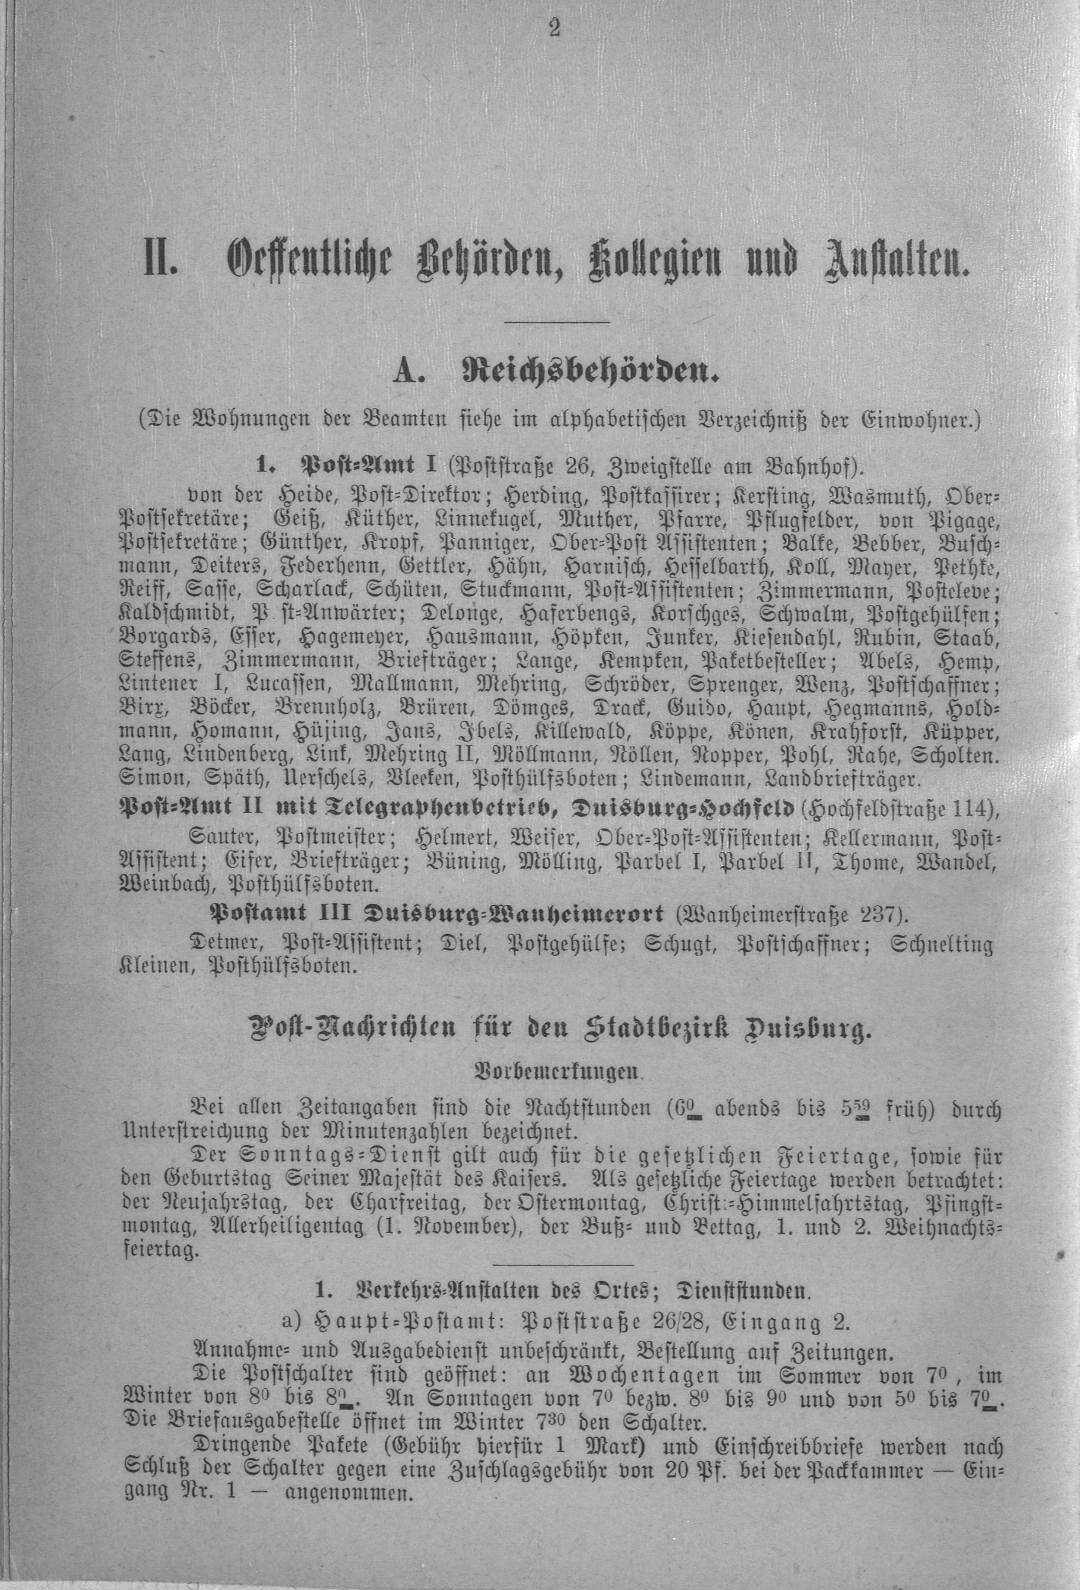 2
II. Oeffentliche Behörden, Kollegien und Anstalten.
A. Reichsbehörden.
(Die Wohnungen der Beamten siehe im alphabetischen Verzeichniß der Einwohner.)
1. Post=Amt I (Poststraße 26, Zweigstelle am Bahnhof).
von der Heide, Post=Direktor; Herding, Postkassirer; Kersting, Wasmuth, Ober=
Postsekretäre; Geiß, Küther, Linnekugel, Muther, Pfarre, Pflugfelder, von Pigage,
Postsekretäre; Günther, Kropf, Panniger, Ober=Post Assistenten; Balke, Bebber, Busch=
mann, Deiters, Federhenn, Gettler, Hähn, Harnisch, Hesselbarth, Koll, Mayer, Pethke,
Reiff, Sasse, Scharlack, Schüten, Stuckmann, Post=Assistenten; Zimmermann, Posteleve;
Kaldschmidt, P st=Anwärter; Delonge, Haferbengs, Korschges, Schwalm, Postgehülfen;
Borgards, Esser, Hagemeyer, Hausmann, Höpken, Junker, Kiesendahl, Rubin, Staab,
Steffens, Zimmermann, Briefträger; Lange, Kempken, Paketbesteller; Abels, Hemp,
Lintener I, Lucassen, Mallmann, Mehring, Schröder, Sprenger, Wenz, Postschaffner;
Birx, Böcker, Brennholz, Brüren, Dömges, Drack, Guido, Haupt, Hegmanns, Hold=
mann, Homann, Hüjing, Jans, Ibels, Killewald, Köppe, Könen, Krahforst, Küpper,
Lang, Lindenberg, Link, Mehring II, Möllmann, Nöllen, Nopper, Pohl, Rahe, Scholten.
Simon, Späth, Uerschels, Vleeken, Posthülfsboten; Lindemann, Landbriefträger.
Post=Amt II mit Telegraphenbetrieb, Duisburg=Hochfeld (Hochfeldstraße 114),
Sauter, Postmeister; Helmert, Weiser, Ober=Post=Assistenten; Kellermann, Post=
Assistent; Eifer, Briefträger; Büning, Mölling, Parbel I, Parbel II, Thome, Wandel,
Weinbach, Posthülfsboten.
Postamt III Duisburg=Wanheimerort (Wanheimerstraße 237).
Detmer, Post=Assistent; Diel, Postgehülfe; Schugt, Postschaffner; Schnelting
Kleinen, Posthülfsboten.
Post-Nachrichten für den Stadtbezirk Duisburg.
Vorbemerkungen.
Bei allen Zeitangaben sind die Nachtstunden (6⁰ abends bis 5⁵⁹ früh) durch
Unterstreichung der Minutenzahlen bezeichnet.
Der Sonntags=Dienst gilt auch für die gesetzlichen Feiertage, sowie für
den Geburtstag Seiner Majestät des Kaisers. Als gesetzliche Feiertage werden betrachtet:
der Neujahrstag, der Charfreitag, der Ostermontag, Christ.=Himmelfahrtstag, Pfingst=
montag, Allerheiligentag (1. November), der Buß= und Bettag, 1. und 2. Weihnachts=
feiertag.
1. Verkehrs=Anstalten des Ortes; Dienststunden.
a) Haupt=Postamt: Poststraße 26/28, Eingang 2.
Annahme= und Ausgabedienst unbeschränkt, Bestellung auf Zeitungen.
Die Postschalter sind geöffnet: an Wochentagen im Sommer von 7⁰, im
Winter von 8⁰ bis 8⁰. An Sonntagen von 7⁰ bezw. 8⁰ bis 9⁰ und von 5⁰ bis 7⁰.
Die Briefausgabestelle öffnet im Winter 7³⁰ den Schalter.
Dringende Pakete (Gebühr hierfür 1 Mark) und Einschreibbriefe werden nach
Schluß der Schalter gegen eine Zuschlagsgebühr von 20 Pf. bei der Packkammer — Ein=
gang Nr. 1 — angenommen.